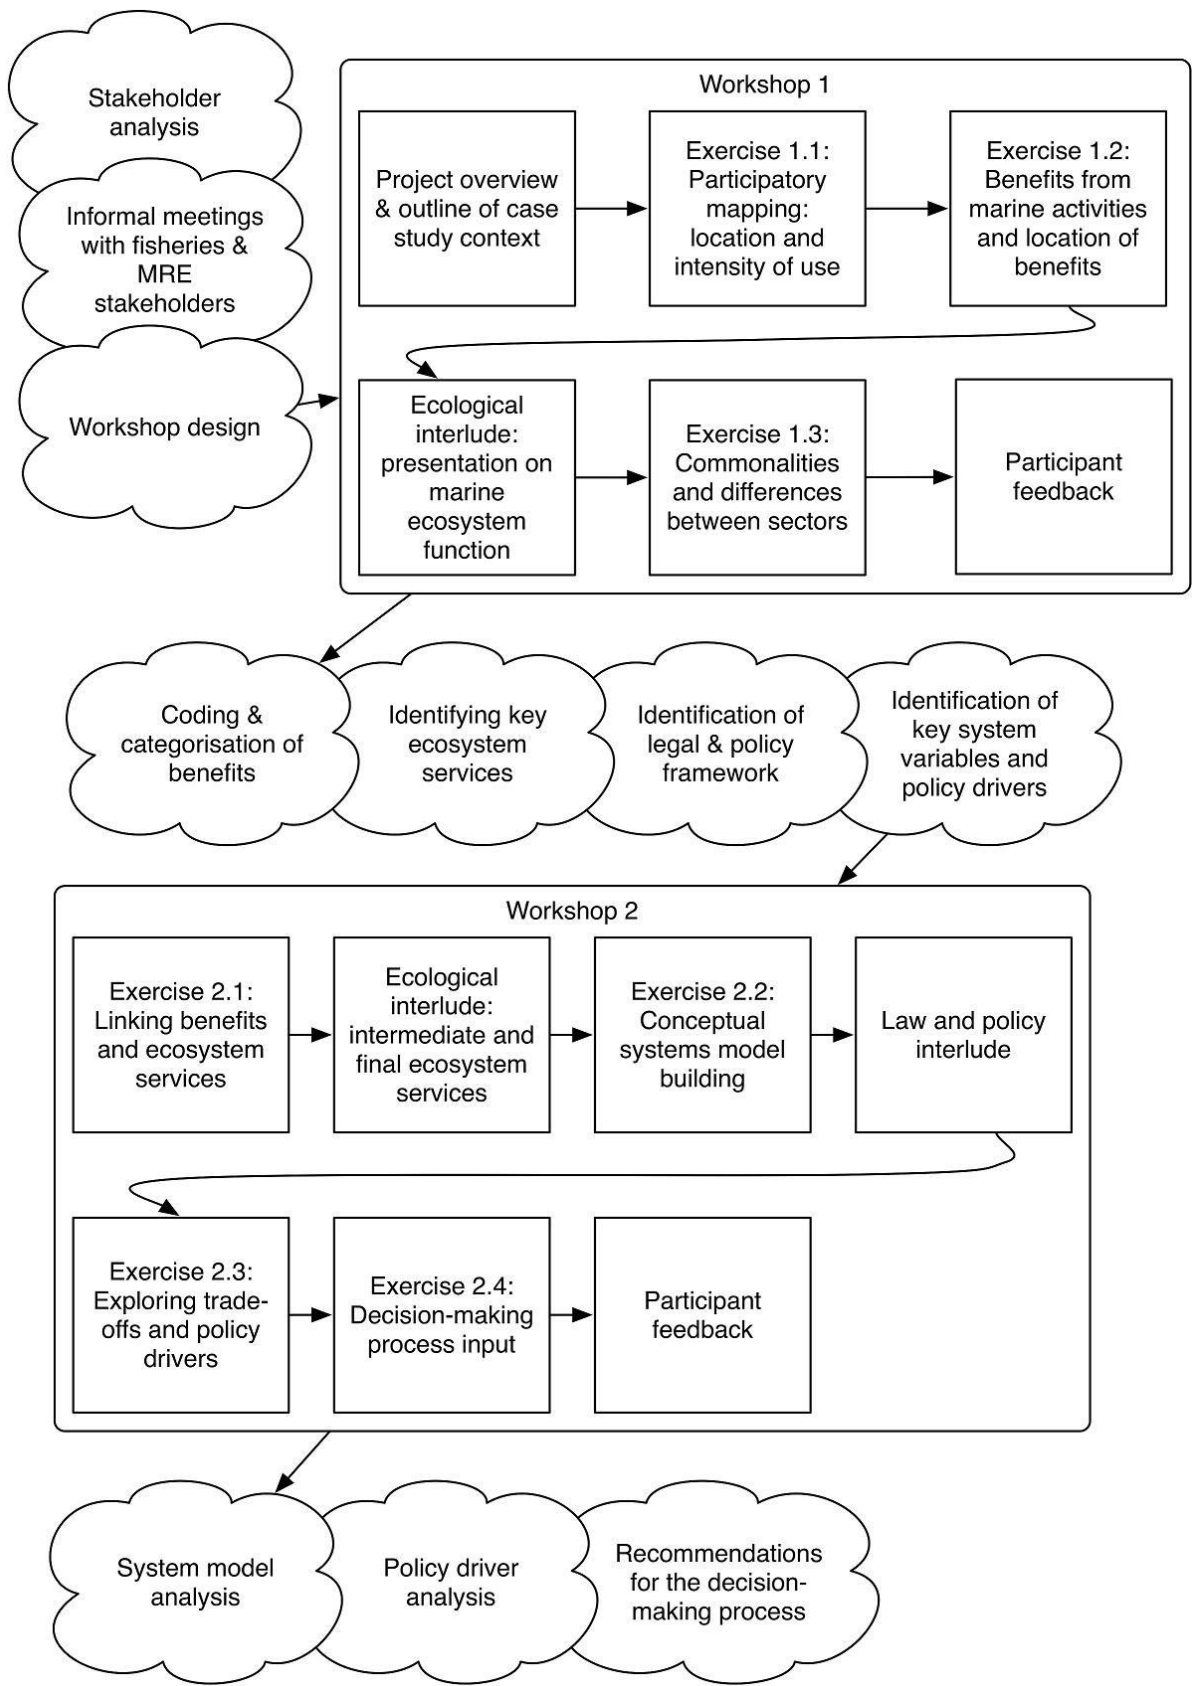 Stakeholder
analysis
Informal meetings
with fisheries &
MRE
stakeholders
Workshop design
Workshop 1
Project overview
& outline of case
study context
Exercise 1.1:
Participatory
mapping:
location and
intensity of use
Exercise 1.2:
Benefits from
marine activities
and location of
benefits
Ecological
interlude:
presentation on
marine
ecosystem
function
Exercise 1.3:
Commonalities
and differences
between sectors
Participant
feedback
Coding &
categorisation of
benefits
Identifying key
ecosystem
services
Identification of
legal & policy
framework
Identification of
key system
variables and
policy drivers
Workshop 2
Exercise 2.1:
Linking benefits
and ecosystem
services
Ecological
interlude:
intermediate and
final ecosystem
services
Exercise 2.2:
Conceptual
systems model
building
Law and policy
interlude
Exercise 2.3:
Exploring trade-
offs and policy
drivers
Exercise 2.4:
Decision-making
process input
Participant
feedback
System model
analysis
Policy driver
analysis
Recommendations
for the decision-
making process